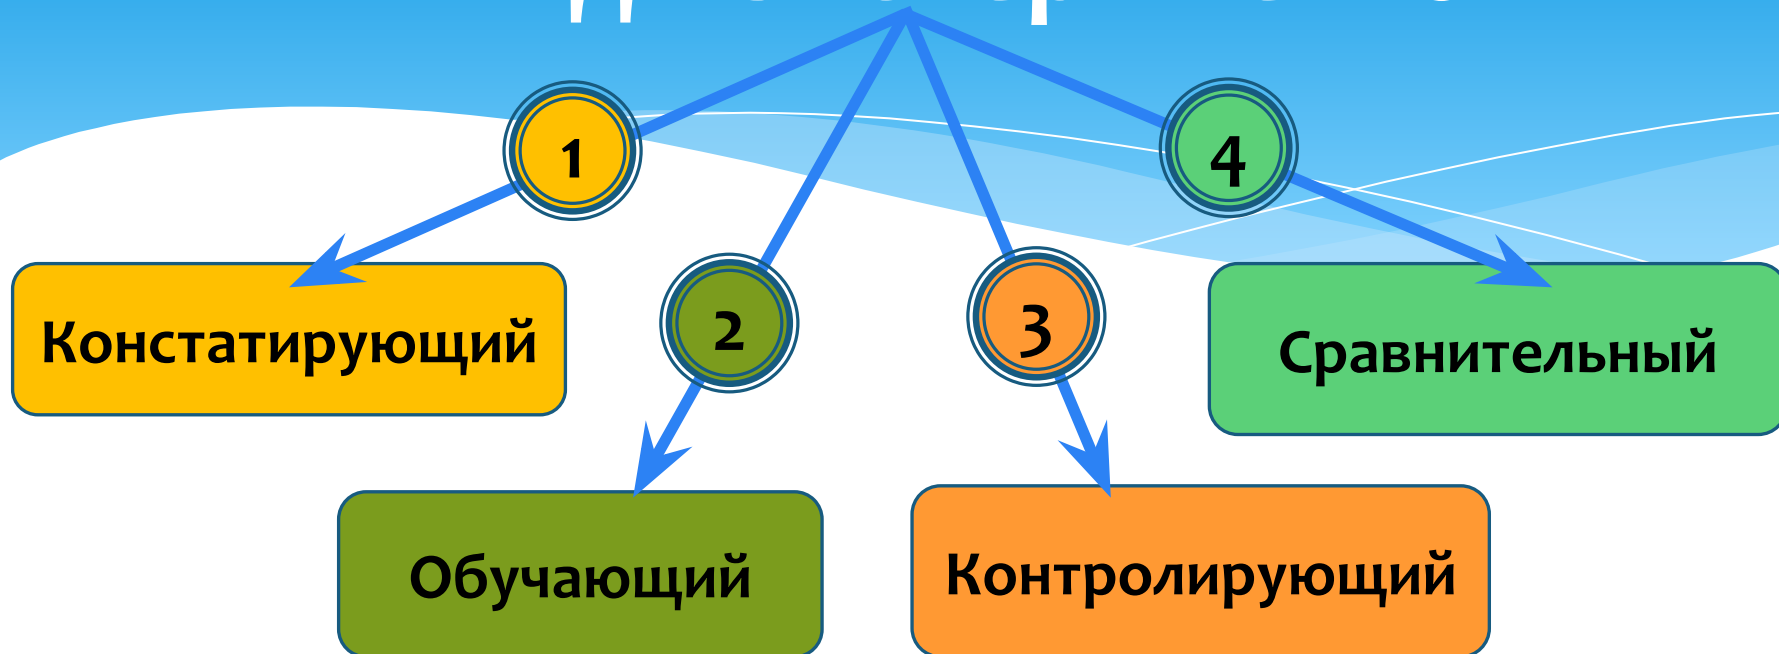 1
4
2
3
Констатирующий
Сравнительный
Обучающий
Контролирующий